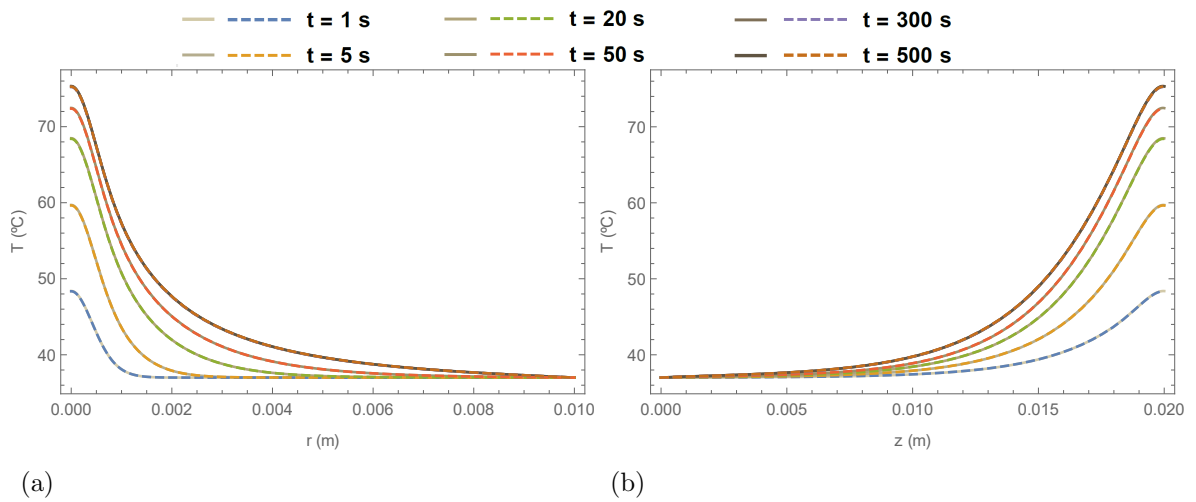 t = 1 s t = 20 s t = 300 s
t = 5 s t = 50 s t = 500 s
70
60
50
40
T (ºC)
0.000 0.002 0.004 0.006 0.008 0.010
r (m)
70
60
50
40
T (ºC)
0.000 0.005 0.010 0.015 0.020
z (m)
(a) (b)